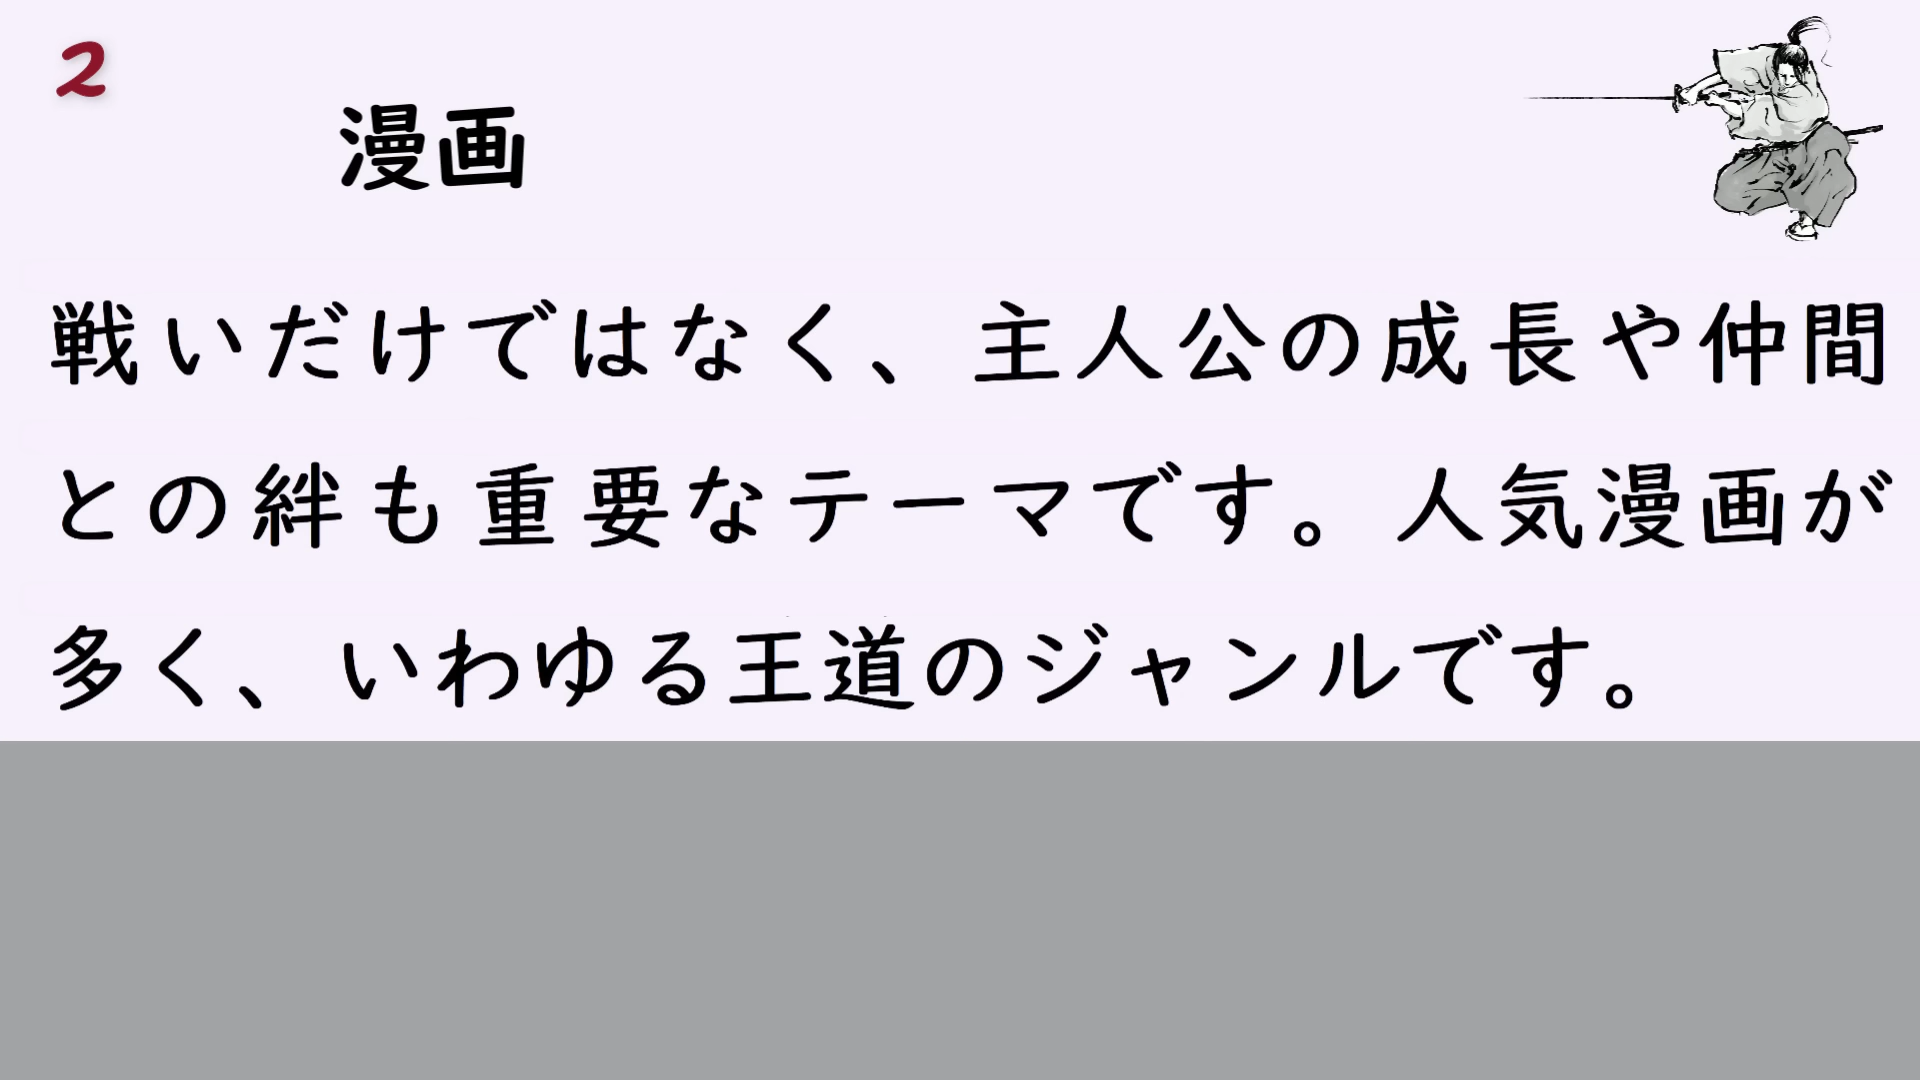 2
漫画
戦いだけではなく、主人公の成長や仲間
との絆も重要なテーマです。人気漫画が
多く、いわゆる王道のジャンルです。